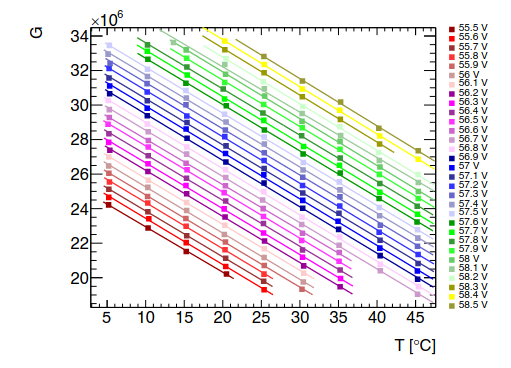 G
×10⁶
34
32
30
28
26
24
22
20
5 10 15 20 25 30 35 40 45
T [°C]
55.5 V
55.6 V
55.7 V
55.8 V
55.9 V
56 V
56.1 V
56.2 V
56.3 V
56.4 V
56.5 V
56.6 V
56.7 V
56.8 V
56.9 V
57 V
57.1 V
57.2 V
57.3 V
57.4 V
57.5 V
57.6 V
57.7 V
57.8 V
57.9 V
58 V
58.1 V
58.2 V
58.3 V
58.4 V
58.5 V